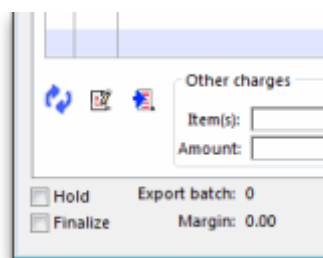 Other charges
Item(s):
Amount:
Hold Export batch: 0
Finalize Margin: 0.00